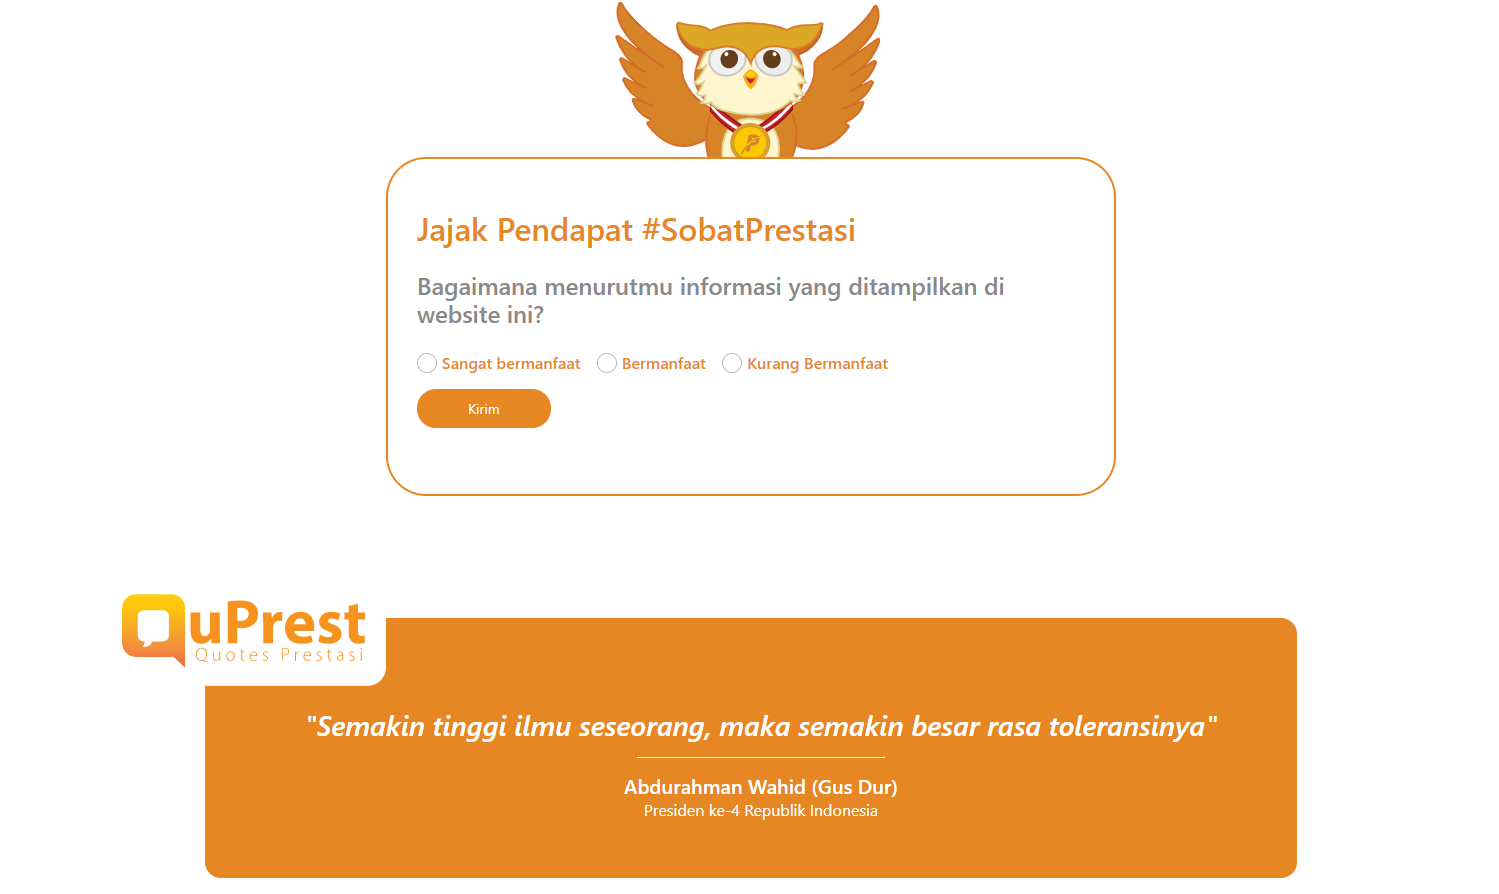 Jajak Pendapat #SobatPrestasi
Bagaimana menurutmu informasi yang ditampilkan di
website ini?
Sangat bermanfaat Bermanfaat Kurang Bermanfaat
Kirim
QuPrest
Quotes Prestasi
"Semakin tinggi ilmu seseorang, maka semakin besar rasa toleransinya"
Abdurahman Wahid (Gus Dur)
Presiden ke-4 Republik Indonesia